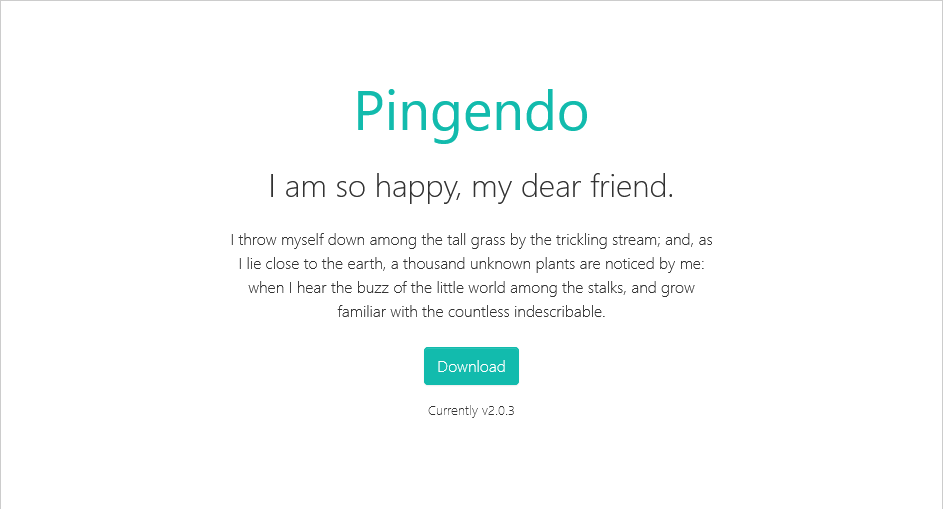 Pingendo
I am so happy, my dear friend.
I throw myself down among the tall grass by the trickling stream; and, as
I lie close to the earth, a thousand unknown plants are noticed by me:
when I hear the buzz of the little world among the stalks, and grow
familiar with the countless indescribable.
Download
Currently v2.0.3